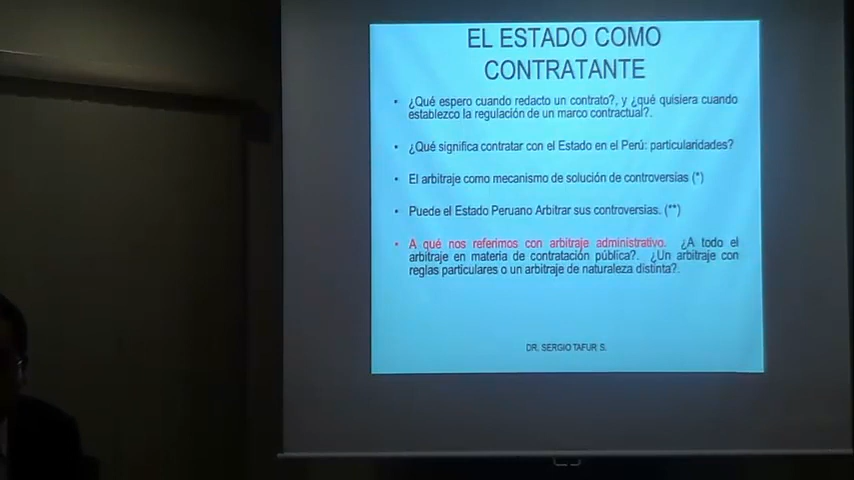 EL ESTADO COMO
CONTRATANTE
• ¿Qué espero cuando redacto un contrato?, y ¿qué quisiera cuando
establezco la regulación de un marco contractual?.
• ¿Qué significa contratar con el Estado en el Perú: particularidades?
• El arbitraje como mecanismo de solución de controversias (*)
• Puede el Estado Peruano Arbitrar sus controversias. (**)
• A qué nos referimos con arbitraje administrativo. ¿A todo el
arbitraje en materia de contratación pública?. ¿Un arbitraje con
reglas particulares o un arbitraje de naturaleza distinta?.
DR. SERGIO TAFUR S.